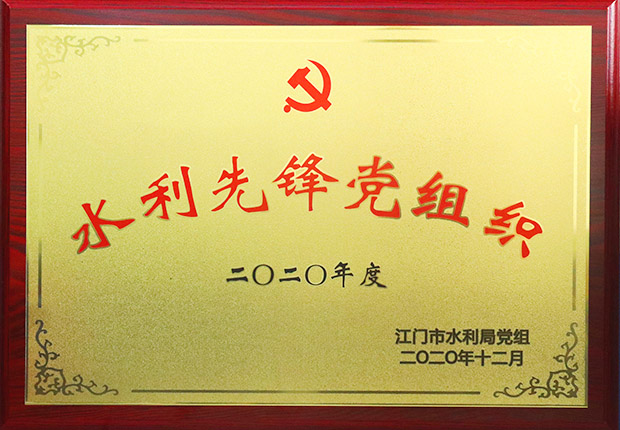 水利先锋党组织
二〇二〇年度
江门市水利局党组
二〇二〇年十二月